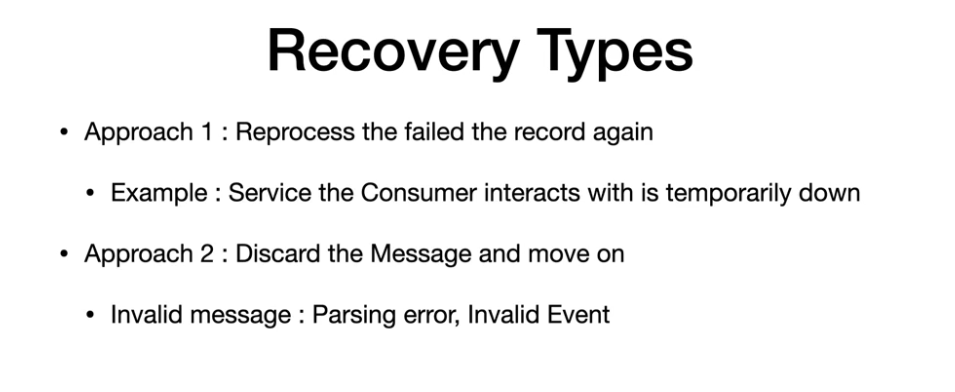 Recovery Types
• Approach 1 : Reprocess the failed the record again
• Example : Service the Consumer interacts with is temporarily down
• Approach 2 : Discard the Message and move on
• Invalid message : Parsing error, Invalid Event